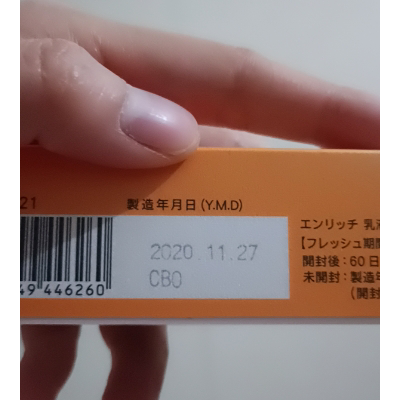 21
製造年月日(Y.M.D)
2020.11.27
CBO
49 446260
エンリッチ 乳
【フレッシュ期
開封後:60日
未開封:製造年
(開封